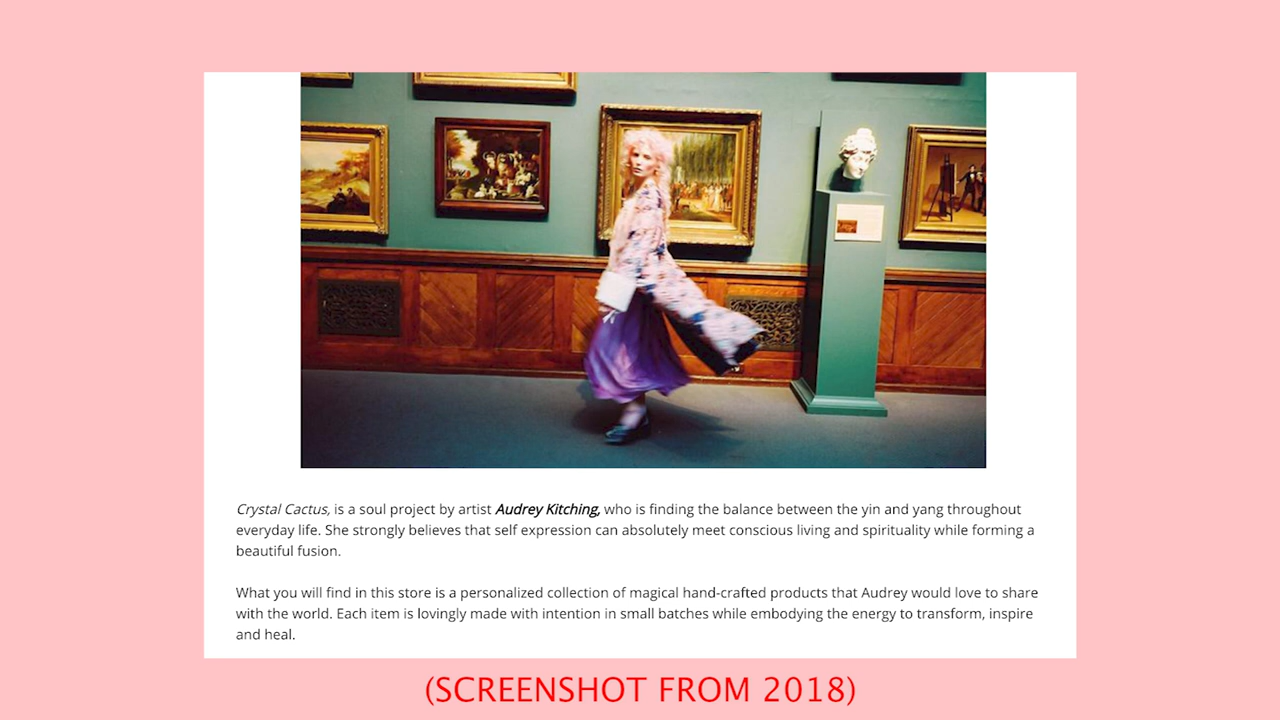 Crystal Cactus, is a soul project by artist Audrey Kitching, who is finding the balance between the yin and yang throughout
everyday life. She strongly believes that self expression can absolutely meet conscious living and spirituality while forming a
beautiful fusion.
What you will find in this store is a personalized collection of magical hand-crafted products that Audrey would love to share
with the world. Each item is lovingly made with intention in small batches while embodying the energy to transform, inspire
and heal.
(SCREENSHOT FROM 2018)